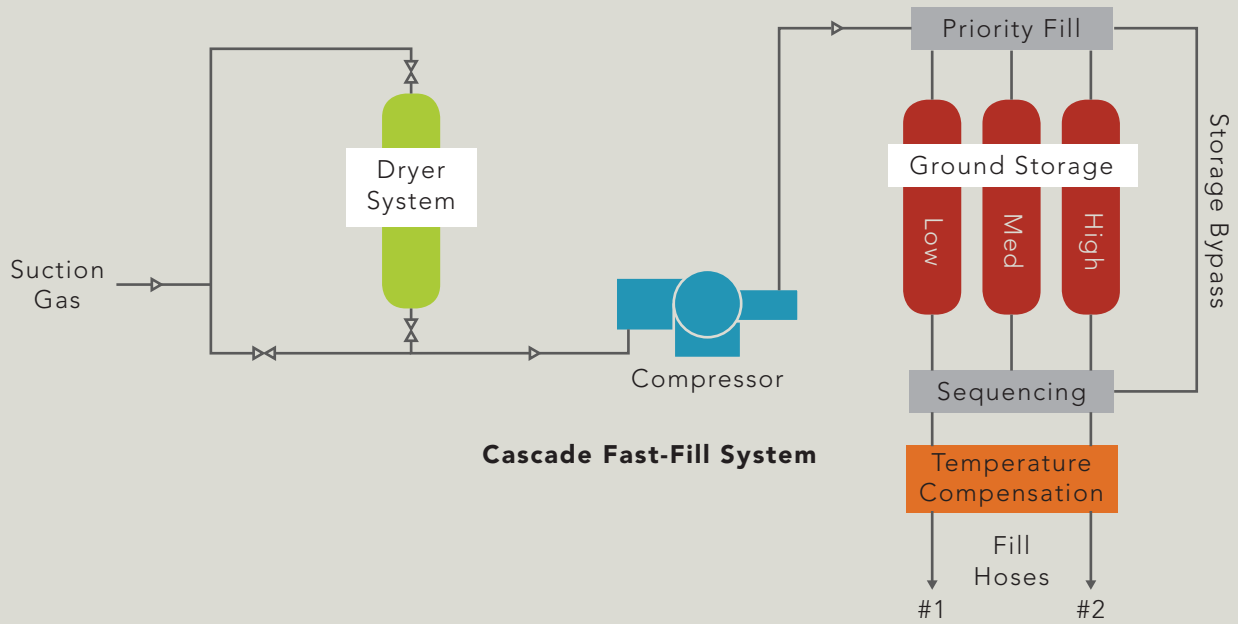 Priority Fill
Dryer
System
Ground Storage
Low
Med
High
Storage Bypass
Suction
Gas
Compressor
Sequencing
Cascade Fast-Fill System
Temperature
Compensation
Fill
Hoses
#1
#2